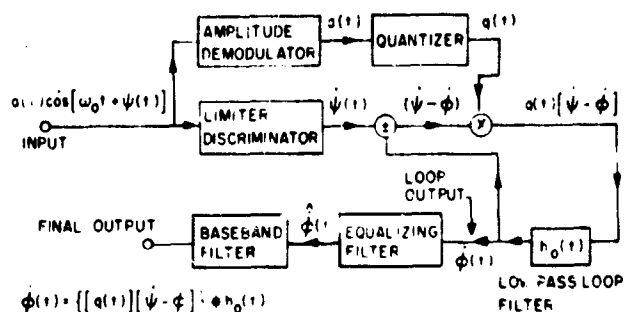 AMPLITUDE DEMODULATOR
a(t)
QUANTIZER
q(t)
a(t) cos[ω₀t + ψ(t)]
INPUT
LIMITER DISCRIMINATOR
ψ̇(t)
±
(ψ̇-φ̇)
X
q(t)[ψ̇-φ̇]
LOOP OUTPUT
FINAL OUTPUT
BASEBAND FILTER
EQUALIZING FILTER
φ̇(t)
h₀(t)
LOW PASS LOOP FILTER
φ̇(t) = {[q(t)][ψ̇-φ̇]} * h₀(t)